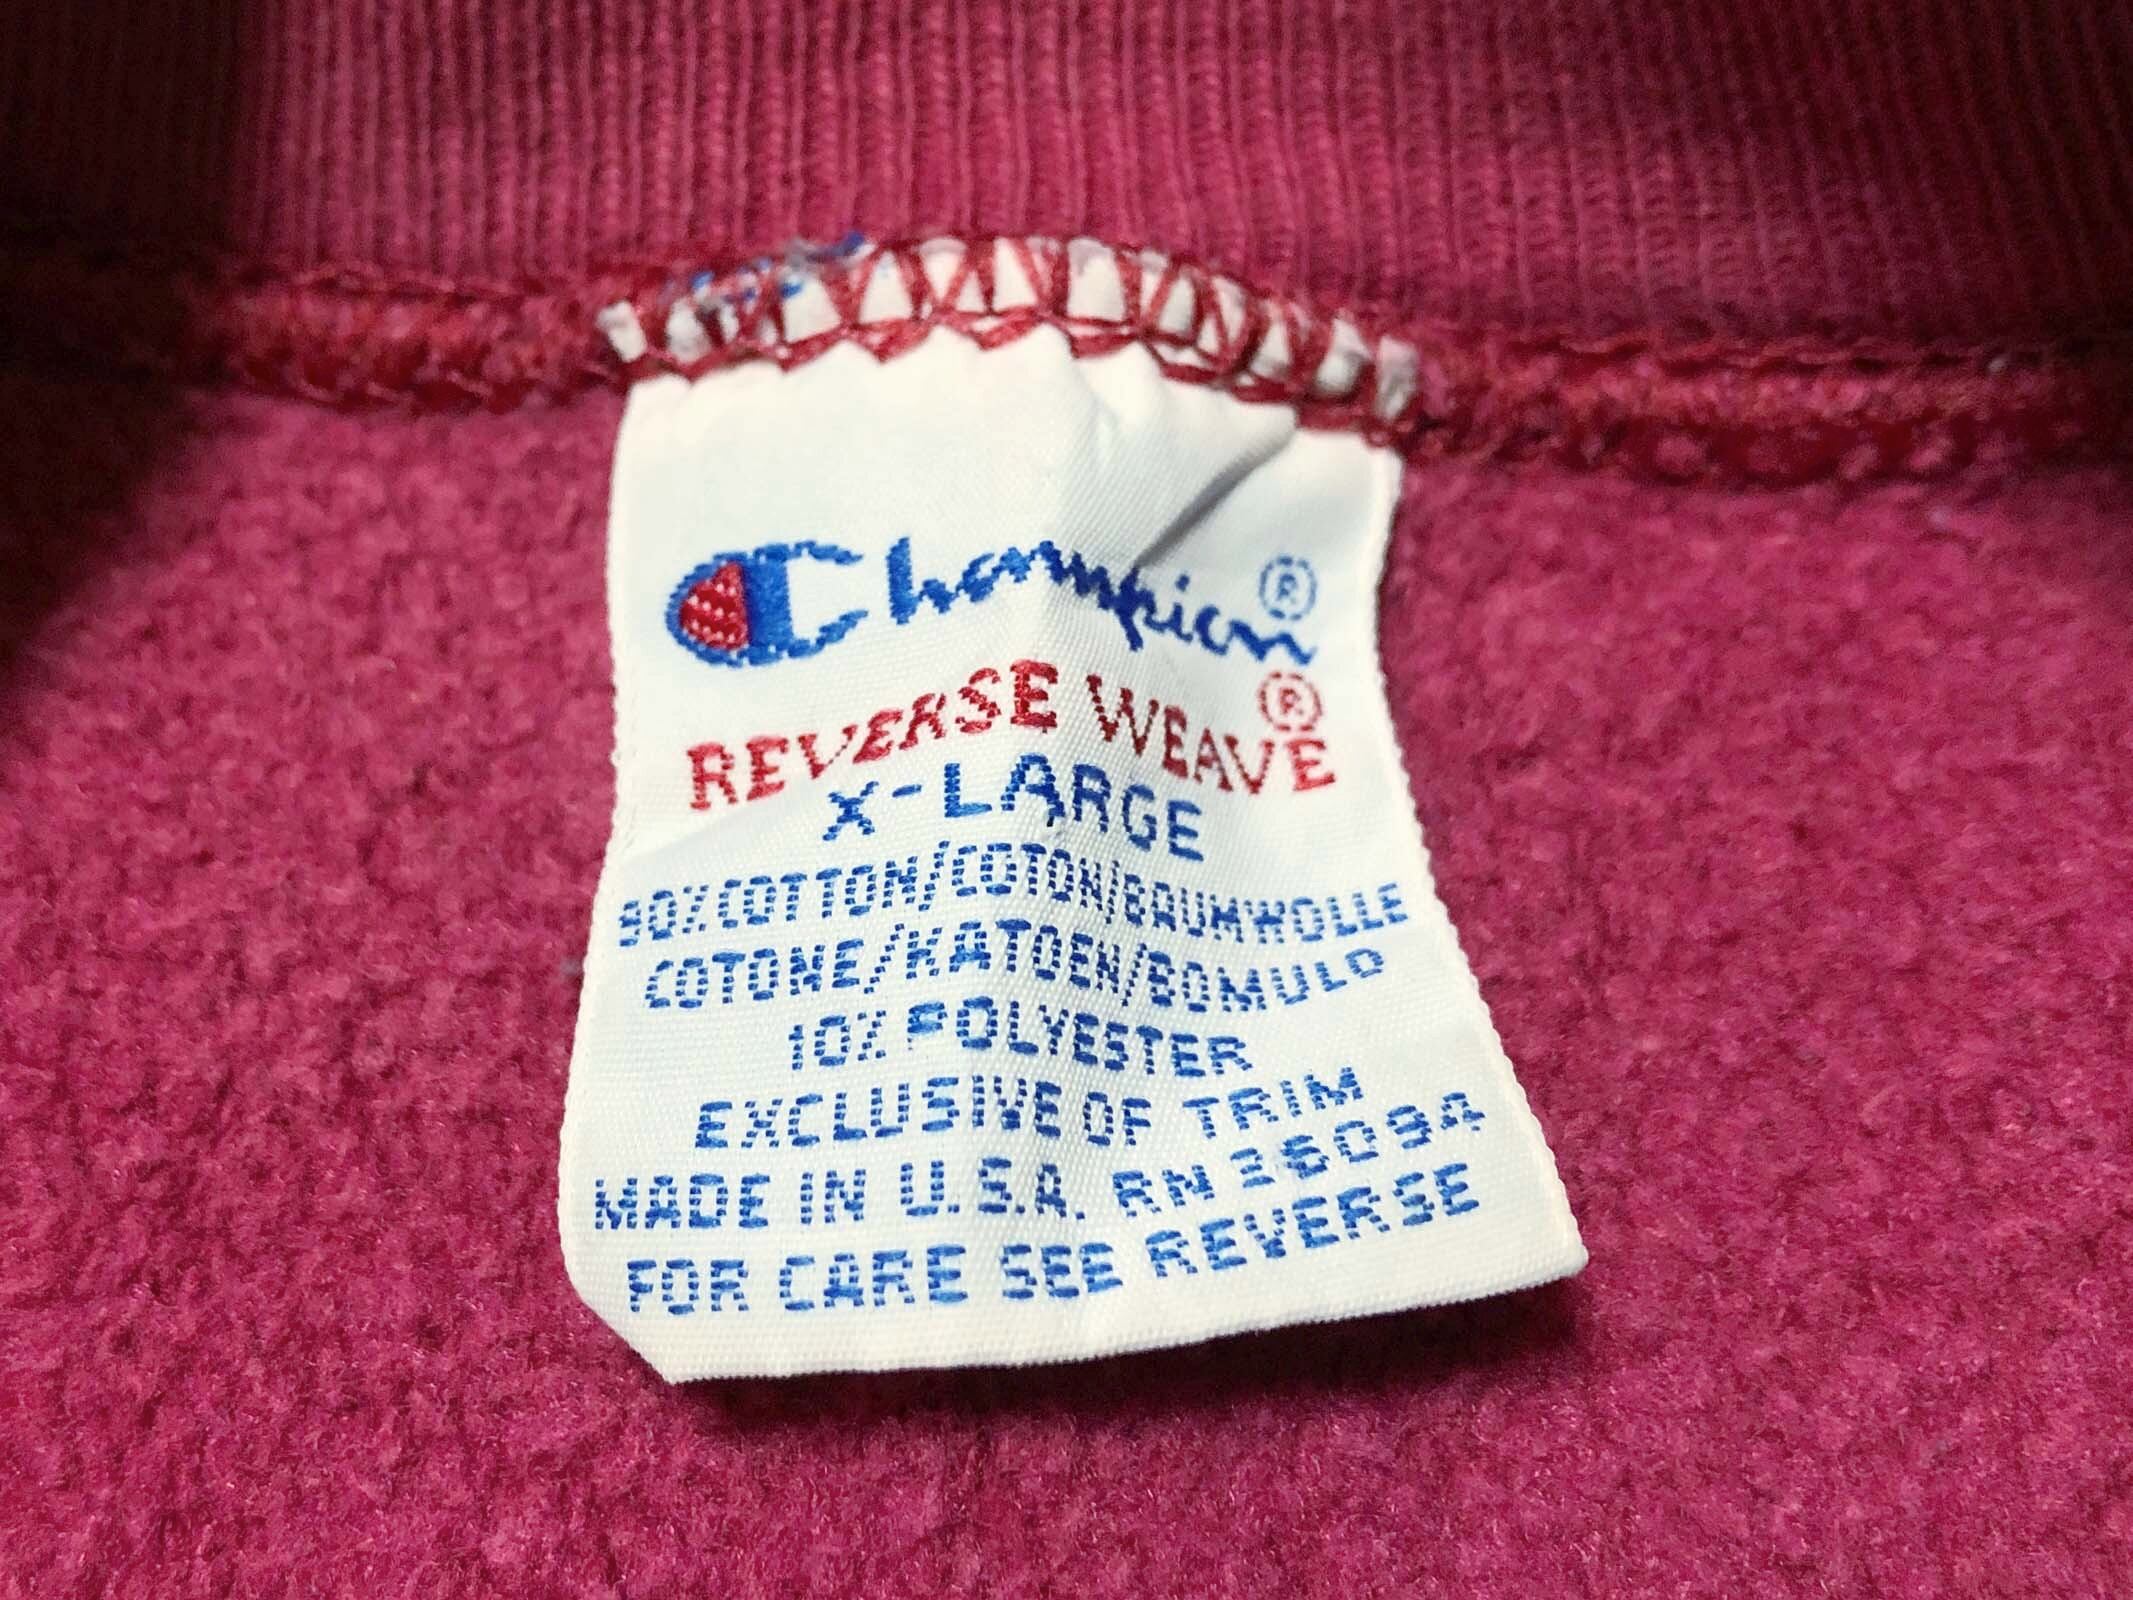 Champion®
REVERSE WEAVE®
X-LARGE
90% COTTON/COTON/BAUMWOLLE
COTONE/KATOEN/BOMULD
10% POLYESTER
EXCLUSIVE OF TRIM
MADE IN U.S.A. RN 26094
FOR CARE SEE REVERSE